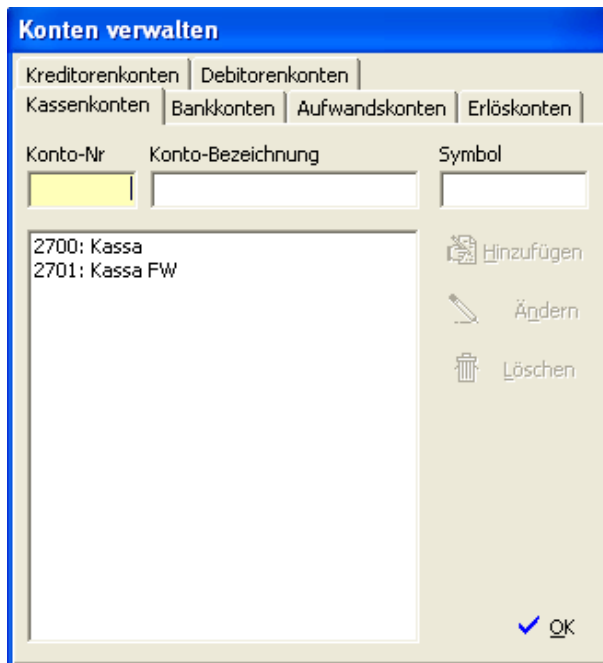 Konten verwalten
Kreditorenkonten Debitorenkonten
Kassenkonten Bankkonten Aufwandskonten Erlöskonten
Konto-Nr Konto-Bezeichnung Symbol
2700: Kassa
2701: Kassa FW
Hinzufügen
Ändern
Löschen
OK